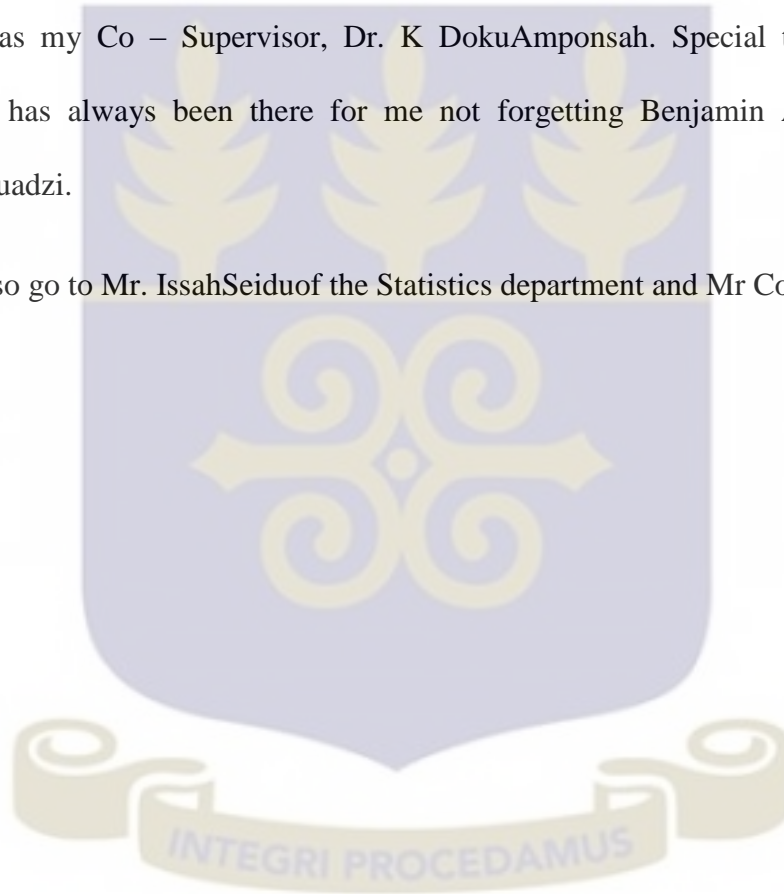 as my Co – Supervisor, Dr. K DokuAmponsah. Special
has always been there for me not forgetting Benjamin
uadzi.
so go to Mr. IssahSeiduof the Statistics department and Mr Co
INTEGRI PROCEDAMUS